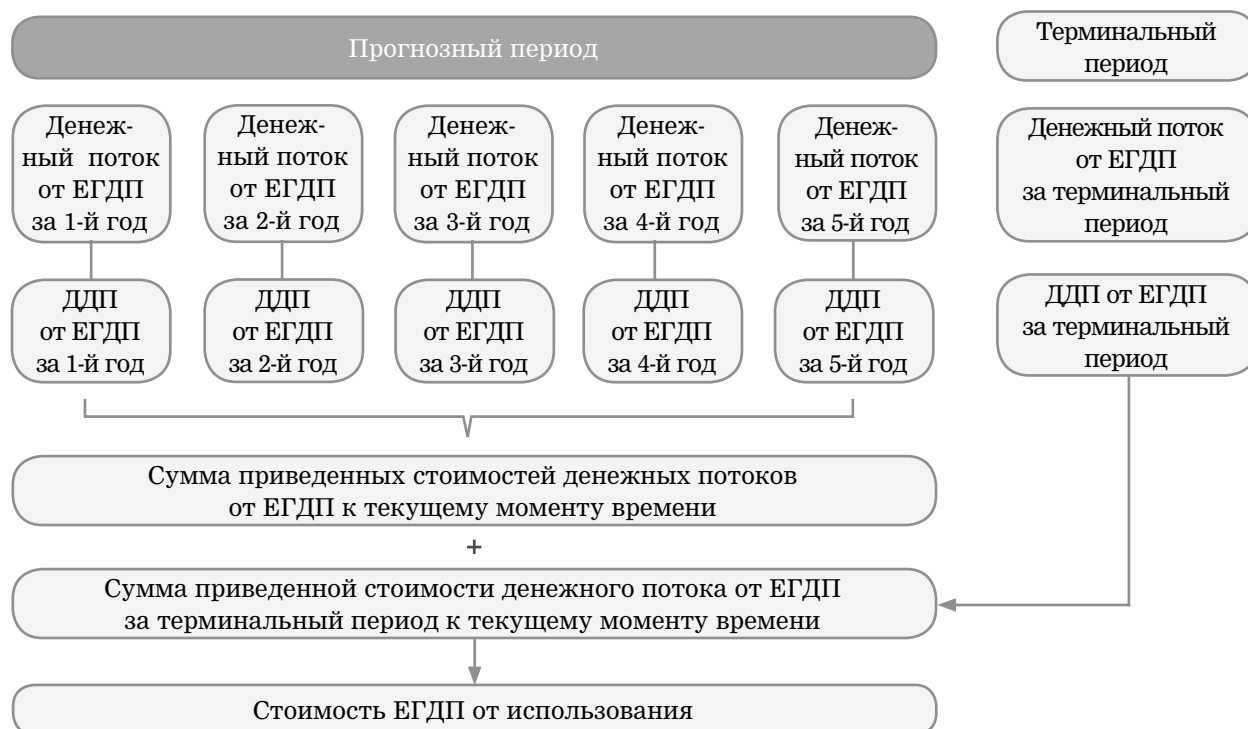 Прогнозный период
Терминальный
период
Денеж-
ный поток
от ЕГДП
за 1-й год
Денеж-
ный поток
от ЕГДП
за 2-й год
Денеж-
ный поток
от ЕГДП
за 3-й год
Денеж-
ный поток
от ЕГДП
за 4-й год
Денеж-
ный поток
от ЕГДП
за 5-й год
Денежный поток
от ЕГДП
за терминальный
период
ДДП
от ЕГДП
за 1-й год
ДДП
от ЕГДП
за 2-й год
ДДП
от ЕГДП
за 3-й год
ДДП
от ЕГДП
за 4-й год
ДДП
от ЕГДП
за 5-й год
ДДП от ЕГДП
за терминальный
период
Сумма приведенных стоимостей денежных потоков
от ЕГДП к текущему моменту времени
+
Сумма приведенной стоимости денежного потока от ЕГДП
за терминальный период к текущему моменту времени
Стоимость ЕГДП от использования